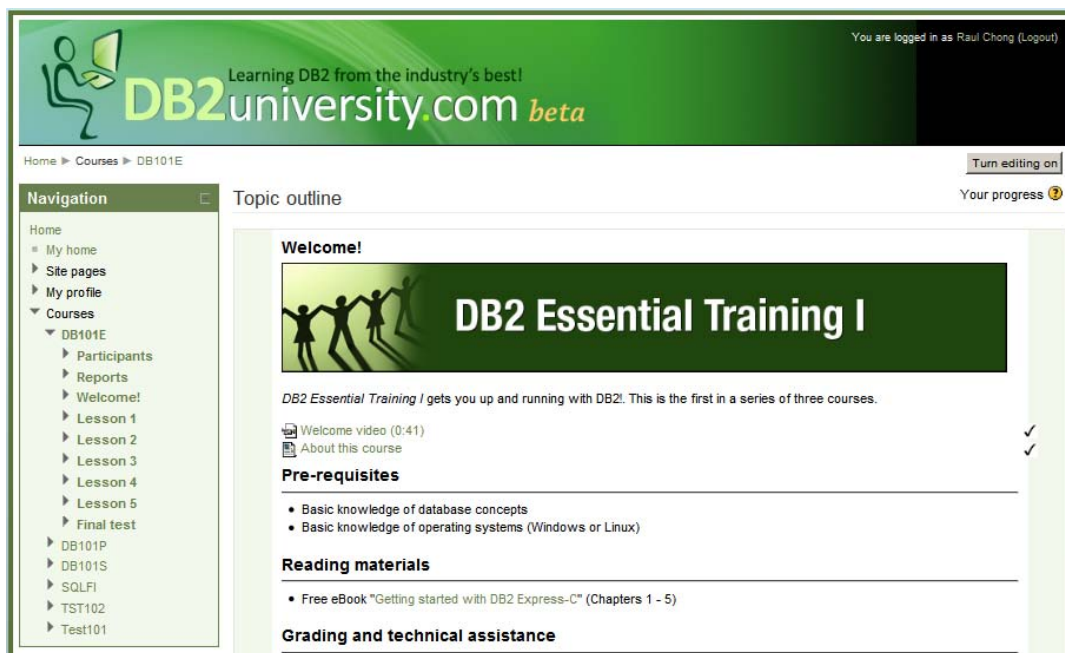 You are logged in as Raul Chong (Logout)
Learning DB2 from the industry's best!
DB2university.com beta
Home ► Courses ► DB101E
Turn editing on
Navigation
Home
My home
Site pages
My profile
Courses
DB101E
Participants
Reports
Welcome!
Lesson 1
Lesson 2
Lesson 3
Lesson 4
Lesson 5
Final test
DB101P
DB101S
SQLFI
TST102
Test101
Topic outline
Your progress
Welcome!
DB2 Essential Training I
DB2 Essential Training I gets you up and running with DB2!. This is the first in a series of three courses.
Welcome video (0:41)
About this course
Pre-requisites
• Basic knowledge of database concepts
• Basic knowledge of operating systems (Windows or Linux)
Reading materials
• Free eBook "Getting started with DB2 Express-C" (Chapters 1 - 5)
Grading and technical assistance